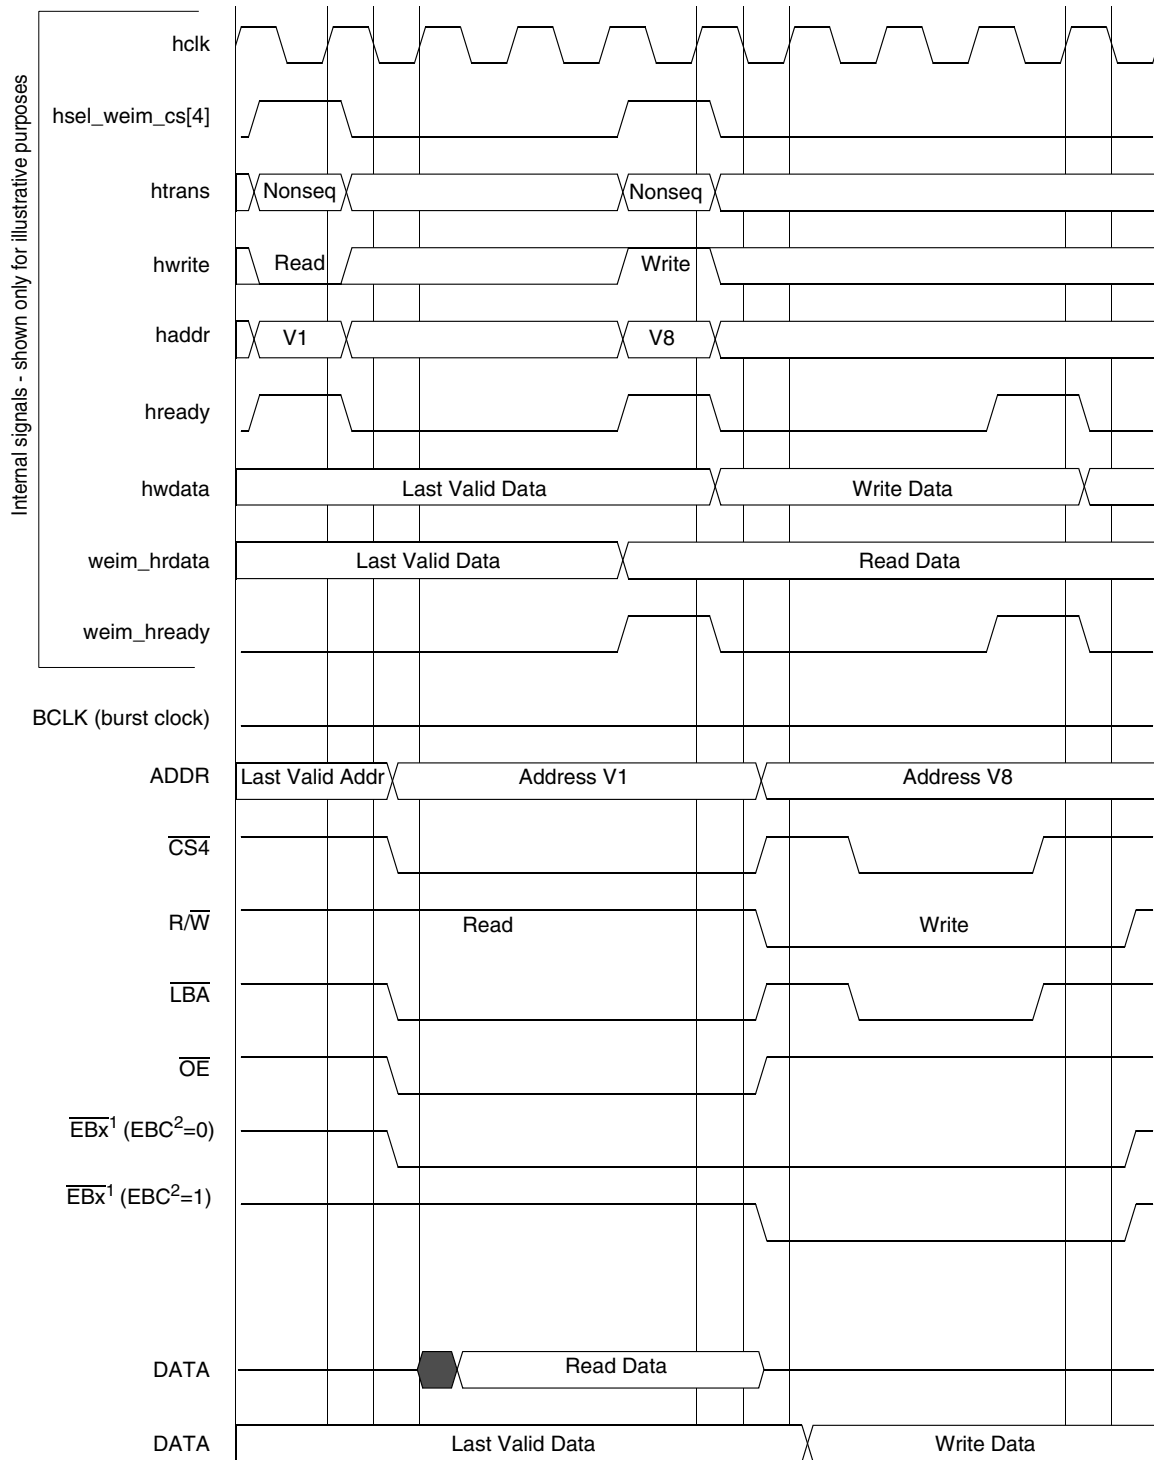 Internal signals - shown only for illustrative purposes
hclk
hsel_weim_cs[4]
htrans Nonseq Nonseq
hwrite Read Write
haddr V1 V8
hready
hwdata Last Valid Data Write Data
weim_hrdata Last Valid Data Read Data
weim_hready
BCLK (burst clock)
ADDR Last Valid Addr Address V1 Address V8
CS4
R/W Read Write
LBA
OE
EBx1 (EBC2=0)
EBx1 (EBC2=1)
DATA Read Data
DATA Last Valid Data Write Data